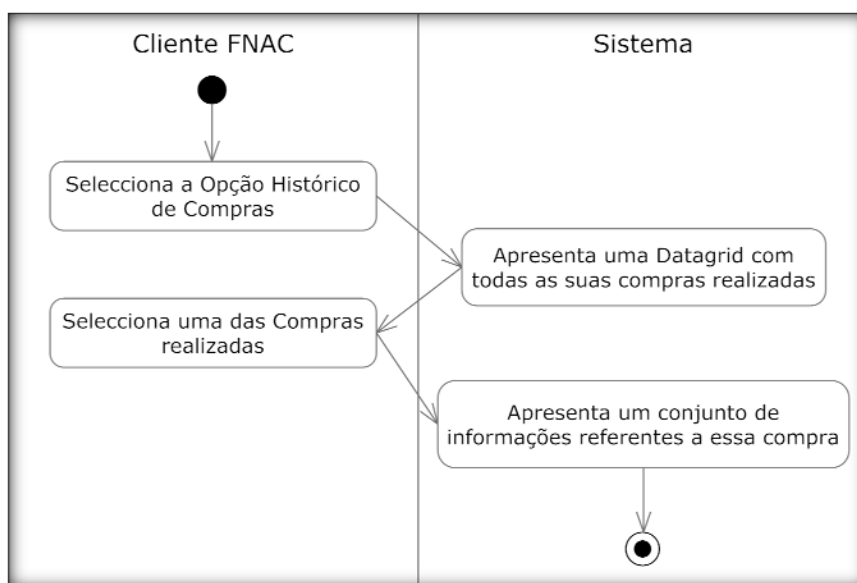 Cliente FNAC
Sistema
Selecciona a Opção Histórico
de Compras
Apresenta uma Datagrid com
todas as suas compras realizadas
Selecciona uma das Compras
realizadas
Apresenta um conjunto de
informações referentes a essa compra